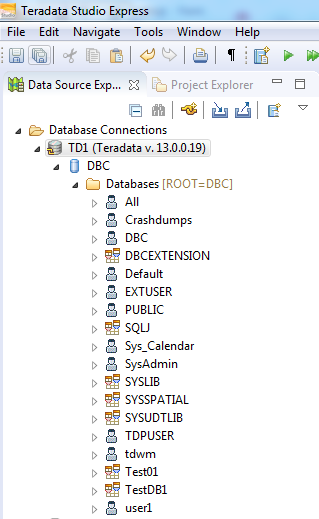 Teradata Studio Express
File Edit Navigate Tools Window Help
Data Source Exp... Project Explorer
Database Connections
TD1 (Teradata v. 13.0.0.19)
DBC
Databases [ROOT=DBC]
All
Crashdumps
DBC
DBCEXTENSION
Default
EXTUSER
PUBLIC
SQLJ
Sys_Calendar
SysAdmin
SYSLIB
SYSSPATIAL
SYSUDTLIB
TDPUSER
tdwm
Test01
TestDB1
user1